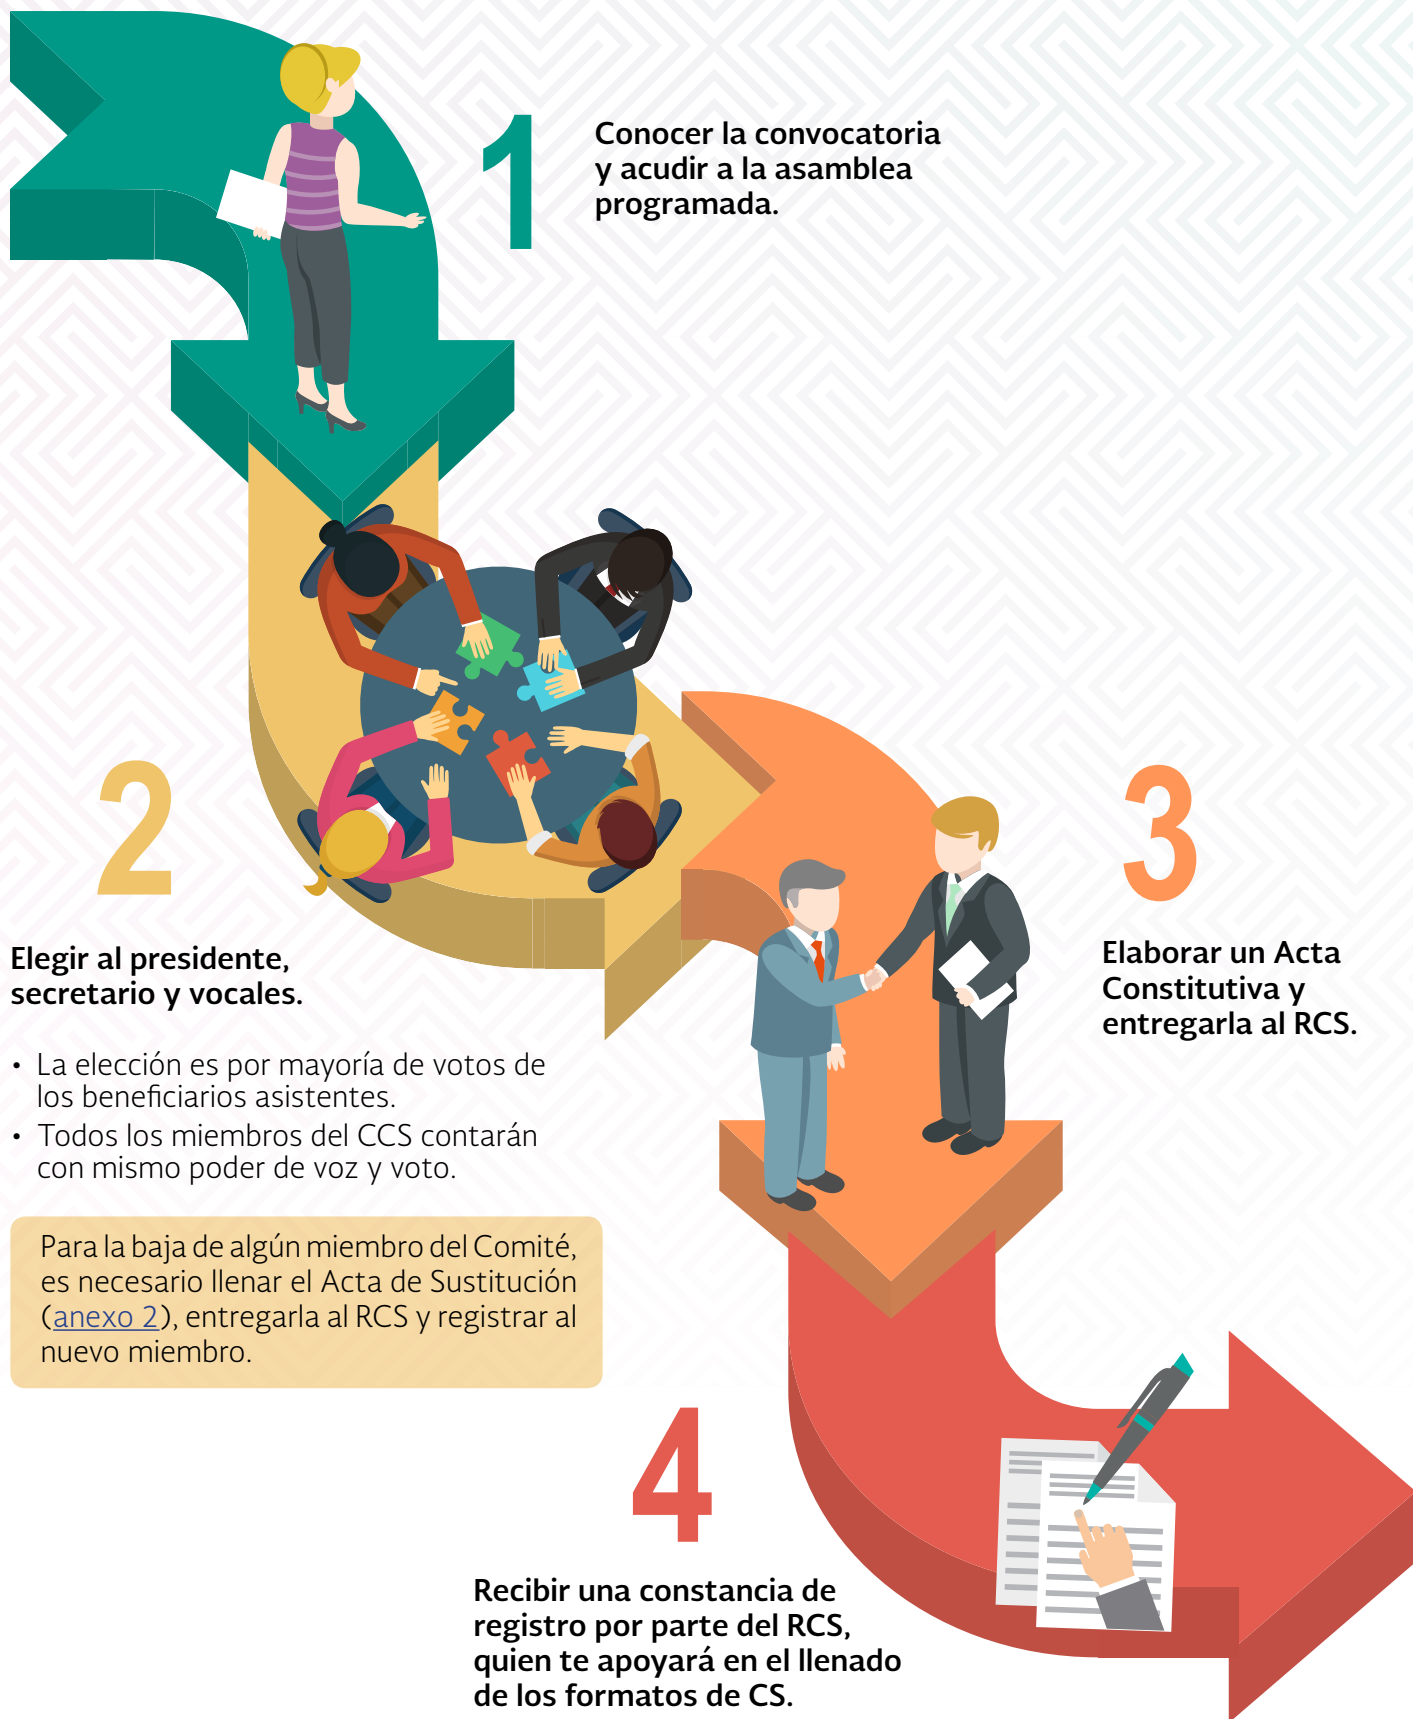 1
Conocer la convocatoria
y acudir a la asamblea
programada.
2
Elegir al presidente,
secretario y vocales.
• La elección es por mayoría de votos de
los beneficiarios asistentes.
• Todos los miembros del CCS contarán
con mismo poder de voz y voto.
Para la baja de algún miembro del Comité,
es necesario llenar el Acta de Sustitución
(anexo 2), entregarla al RCS y registrar al
nuevo miembro.
3
Elaborar un Acta
Constitutiva y
entregarla al RCS.
4
Recibir una constancia de
registro por parte del RCS,
quien te apoyará en el llenado
de los formatos de CS.